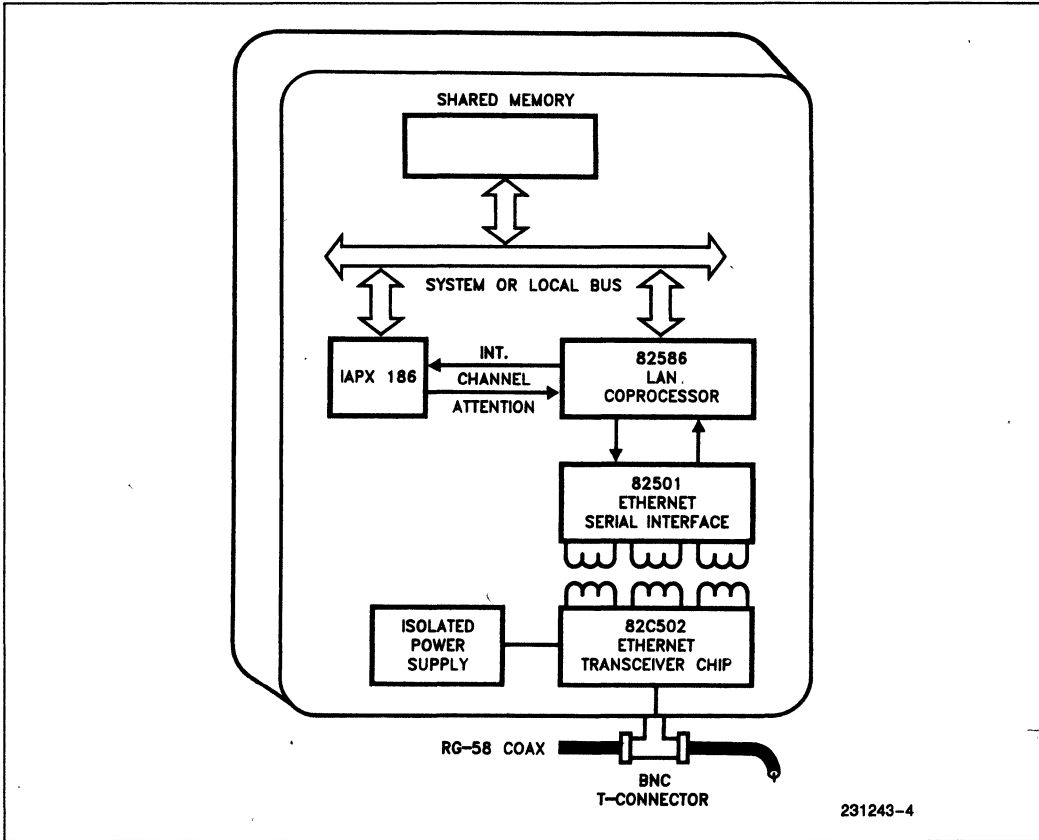 SHARED MEMORY
SYSTEM OR LOCAL BUS
IAPX 186
INT.
CHANNEL
ATTENTION
82586
LAN
COPROCESSOR
82501
ETHERNET
SERIAL INTERFACE
ISOLATED
POWER
SUPPLY
82C502
ETHERNET
TRANSCEIVER CHIP
RG-58 COAX
BNC
T-CONNECTOR
231243-4